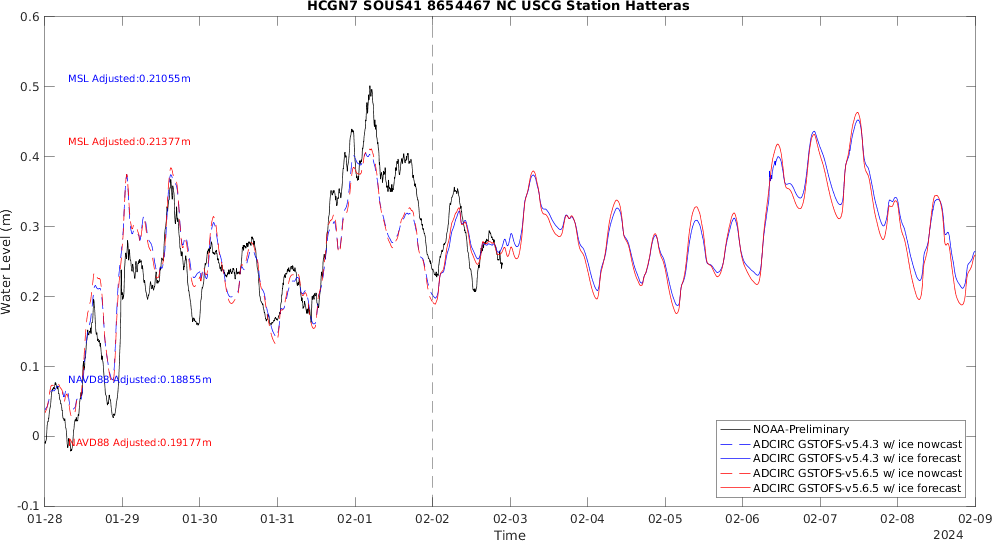 HCGN7 SOUS41 8654467 NC USCG Station Hatteras
0.6
0.5
0.4
0.3
0.2
0.1
0
-0.1
Water Level (m)
MSL Adjusted:0.21055m
MSL Adjusted:0.21377m
NAVD88 Adjusted:0.18855m
NAVD88 Adjusted:0.19177m
NOAA-Preliminary
ADCIRC GSTOFS-v5.4.3 w/ ice nowcast
ADCIRC GSTOFS-v5.4.3 w/ ice forecast
ADCIRC GSTOFS-v5.6.5 w/ ice nowcast
ADCIRC GSTOFS-v5.6.5 w/ ice forecast
01-28 01-29 01-30 01-31 02-01 02-02 02-03 02-04 02-05 02-06 02-07 02-08 02-09
Time
2024